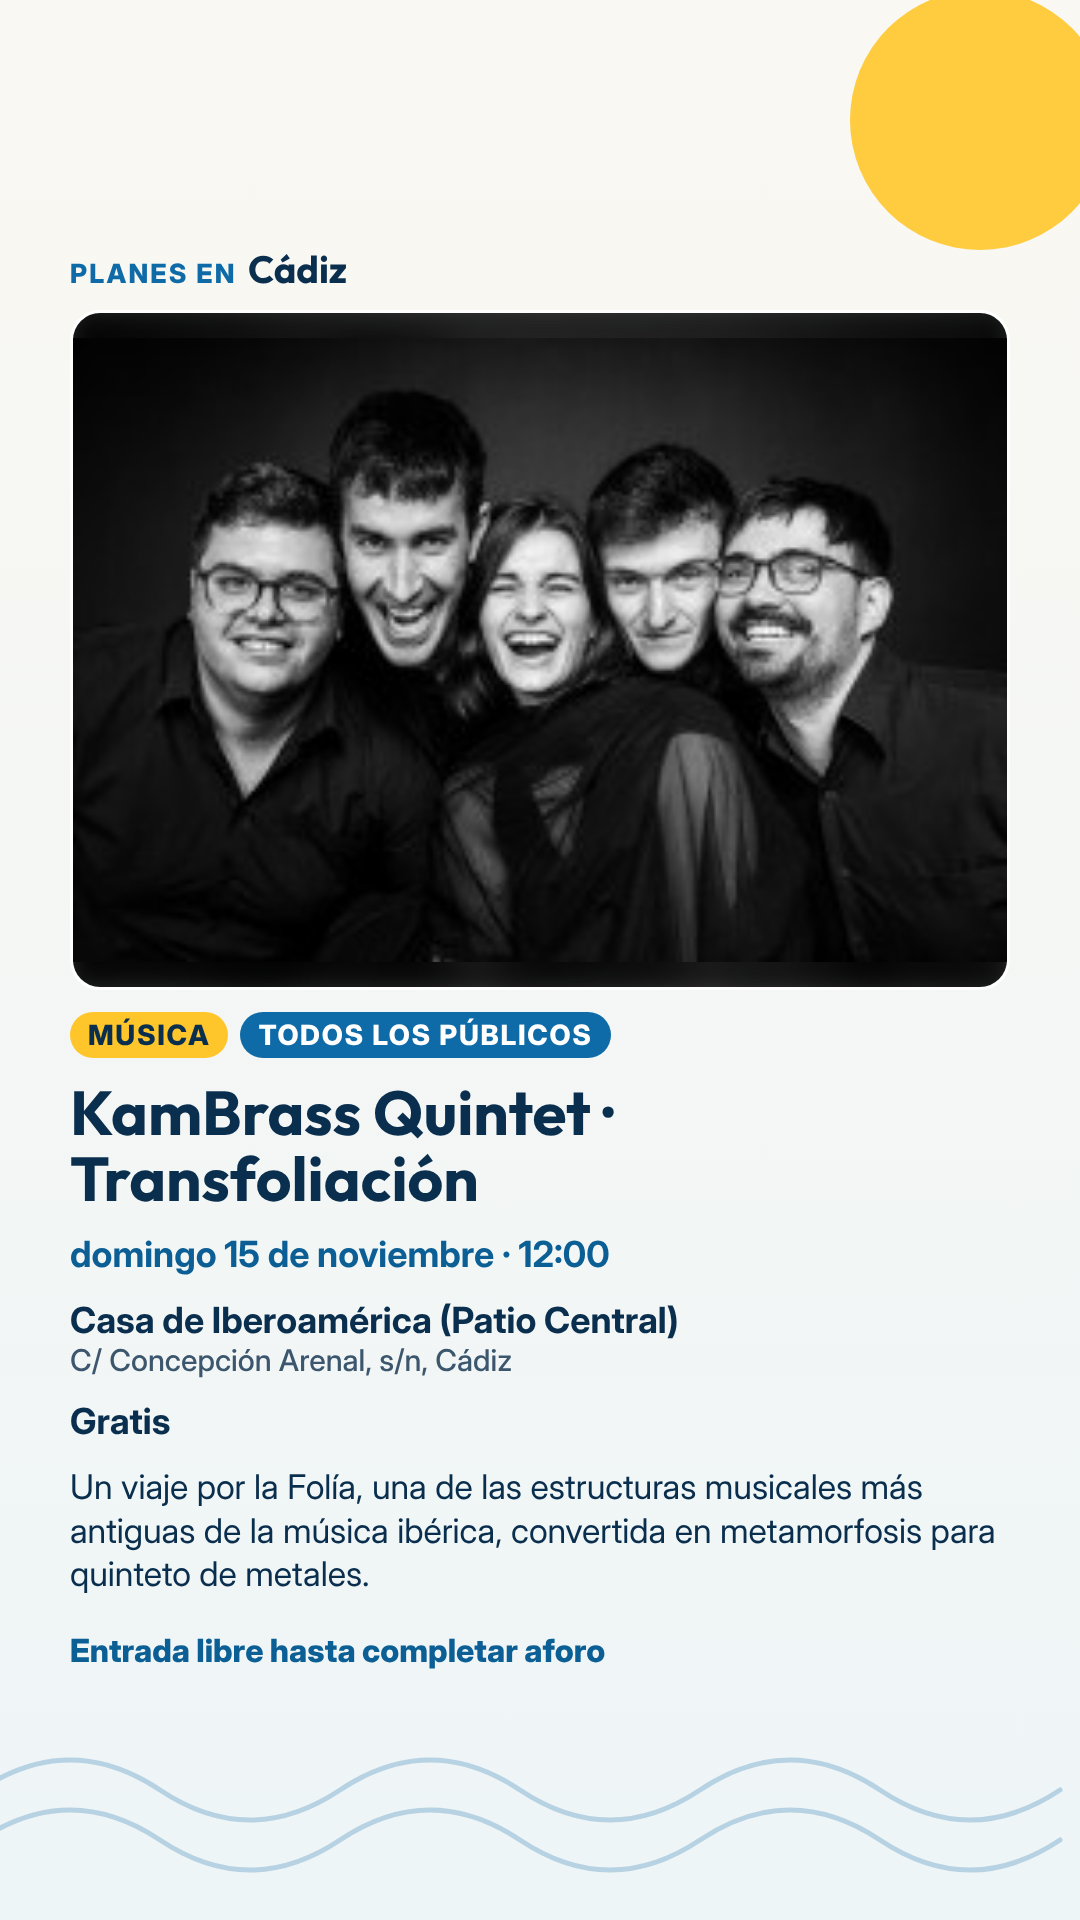 PLANES EN Cádiz
MÚSICA TODOS LOS PÚBLICOS
KamBrass Quintet ·
Transfoliación
domingo 15 de noviembre · 12:00
Casa de Iberoamérica (Patio Central)
C/ Concepción Arenal, s/n, Cádiz
Gratis
Un viaje por la Folía, una de las estructuras musicales más
antiguas de la música ibérica, convertida en metamorfosis para
quinteto de metales.
Entrada libre hasta completar aforo